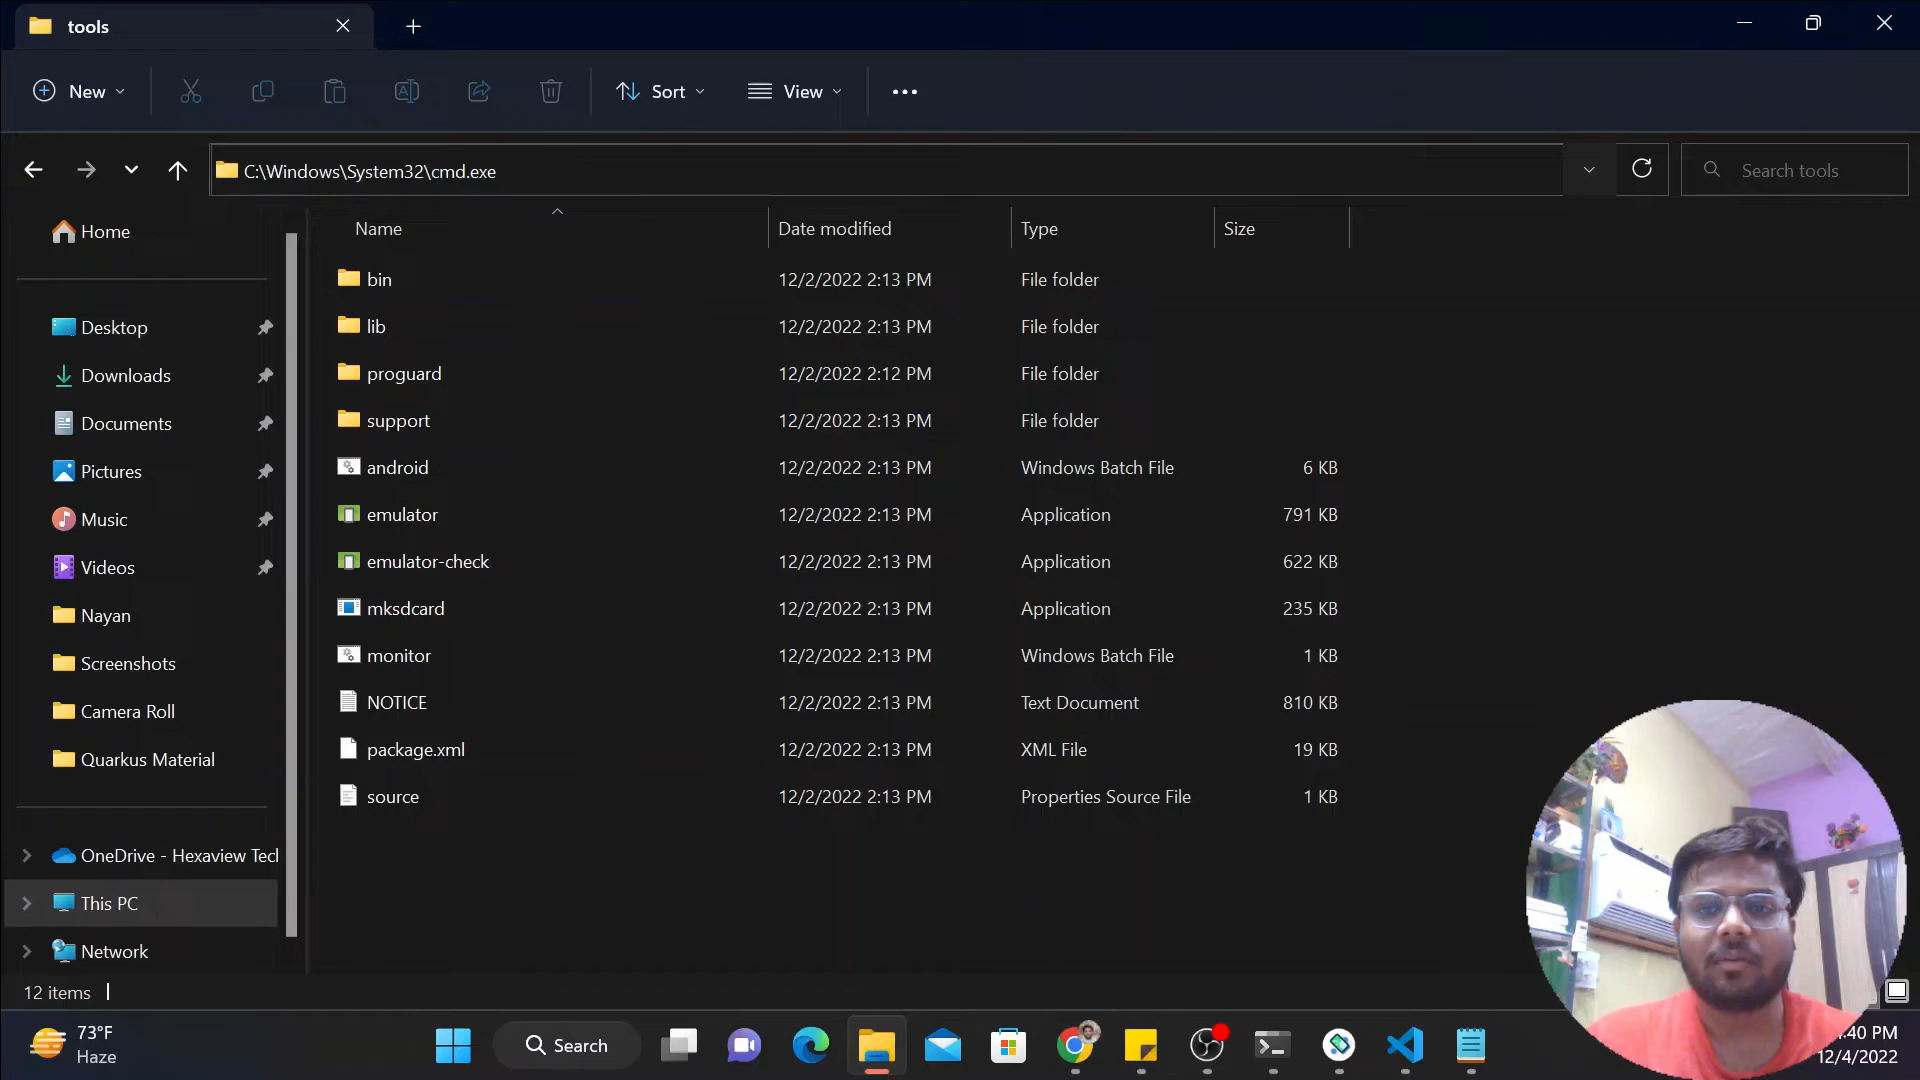 tools
New
Sort
View
C:\Windows\System32\cmd.exe
Search tools
Home
Desktop
Downloads
Documents
Pictures
Music
Videos
Nayan
Screenshots
Camera Roll
Quarkus Material
OneDrive - Hexaview Tecl
This PC
Network
Name Date modified Type Size
bin 12/2/2022 2:13 PM File folder
lib 12/2/2022 2:13 PM File folder
proguard 12/2/2022 2:12 PM File folder
support 12/2/2022 2:13 PM File folder
android 12/2/2022 2:13 PM Windows Batch File 6 KB
emulator 12/2/2022 2:13 PM Application 791 KB
emulator-check 12/2/2022 2:13 PM Application 622 KB
mksdcard 12/2/2022 2:13 PM Application 235 KB
monitor 12/2/2022 2:13 PM Windows Batch File 1 KB
NOTICE 12/2/2022 2:13 PM Text Document 810 KB
package.xml 12/2/2022 2:13 PM XML File 19 KB
source 12/2/2022 2:13 PM Properties Source File 1 KB
12 items
73°F
Haze
Search
:40 PM
12/4/2022